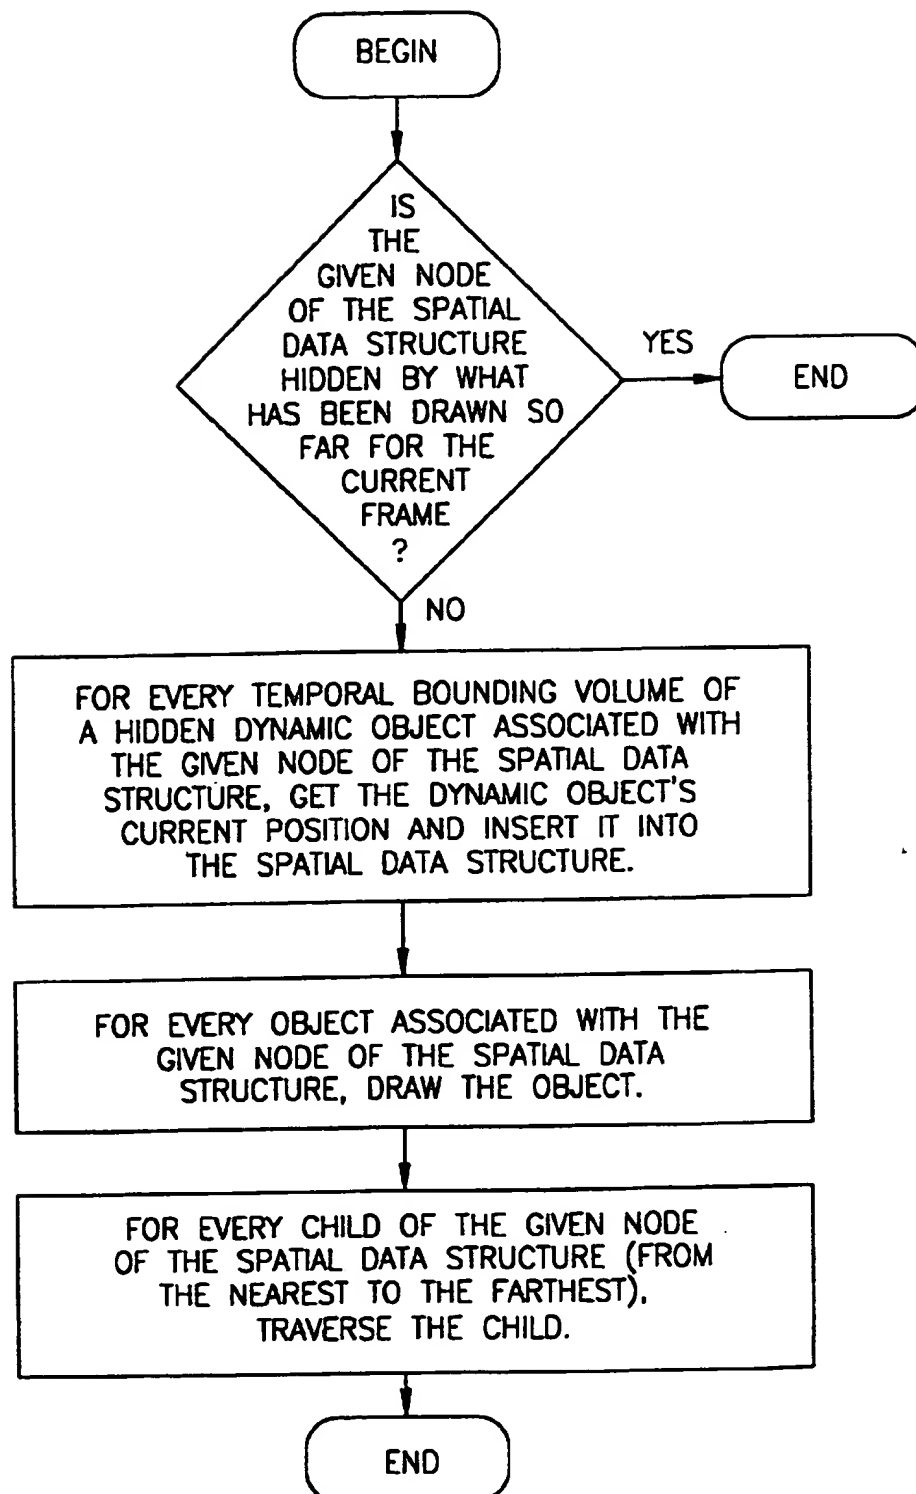 BEGIN
IS
THE
GIVEN NODE
OF THE SPATIAL
DATA STRUCTURE
HIDDEN BY WHAT
HAS BEEN DRAWN SO
FAR FOR THE
CURRENT
FRAME
?
YES
END
NO
FOR EVERY TEMPORAL BOUNDING VOLUME OF
A HIDDEN DYNAMIC OBJECT ASSOCIATED WITH
THE GIVEN NODE OF THE SPATIAL DATA
STRUCTURE, GET THE DYNAMIC OBJECT'S
CURRENT POSITION AND INSERT IT INTO
THE SPATIAL DATA STRUCTURE.
FOR EVERY OBJECT ASSOCIATED WITH THE
GIVEN NODE OF THE SPATIAL DATA
STRUCTURE, DRAW THE OBJECT.
FOR EVERY CHILD OF THE GIVEN NODE
OF THE SPATIAL DATA STRUCTURE (FROM
THE NEAREST TO THE FARTHEST),
TRAVERSE THE CHILD.
END